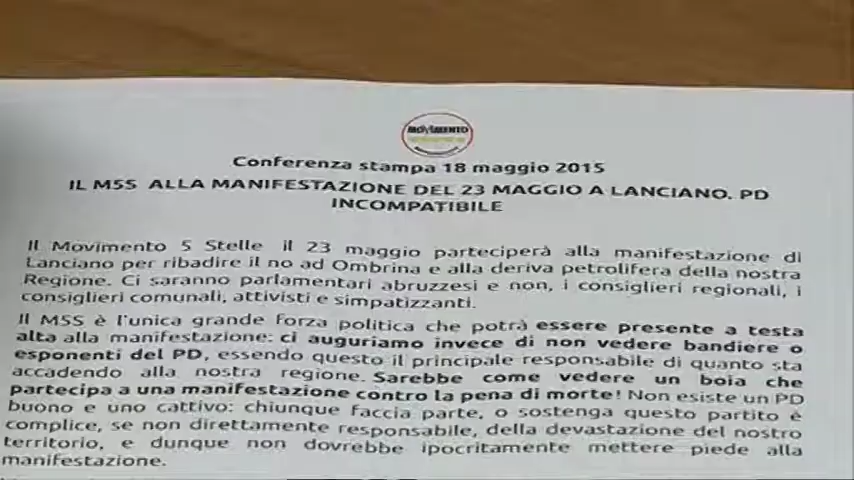 MOVIMENTO
Conferenza stampa 18 maggio 2015
IL M5S ALLA MANIFESTAZIONE DEL 23 MAGGIO A LANCIANO. PD
INCOMPATIBILE
Il Movimento 5 Stelle il 23 maggio parteciperà alla manifestazione di
Lanciano per ribadire il no ad Ombrina e alla deriva petrolifera della nostra
Regione. Ci saranno parlamentari abruzzesi e non, i consiglieri regionali, i
consiglieri comunali, attivisti e simpatizzanti.
Il M5S è l'unica grande forza politica che potrà essere presente a testa
alta alla manifestazione: ci auguriamo invece di non vedere bandiere o
esponenti del PD, essendo questo il principale responsabile di quanto sta
accadendo alla nostra regione. Sarebbe come vedere un boia che
partecipa a una manifestazione contro la pena di morte! Non esiste un PD
buono e uno cattivo: chiunque faccia parte, o sostenga questo partito è
complice, se non direttamente responsabile, della devastazione del nostro
territorio, e dunque non dovrebbe ipocritamente mettere piede alla
manifestazione.